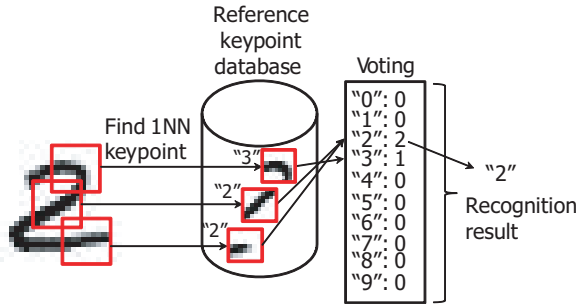 Reference
keypoint
database
Voting
Find 1NN
keypoint
"3"
"2"
"2"
"0": 0
"1": 0
"2": 2
"3": 1
"4": 0
"5": 0
"6": 0
"7": 0
"8": 0
"9": 0
"2"
Recognition
result